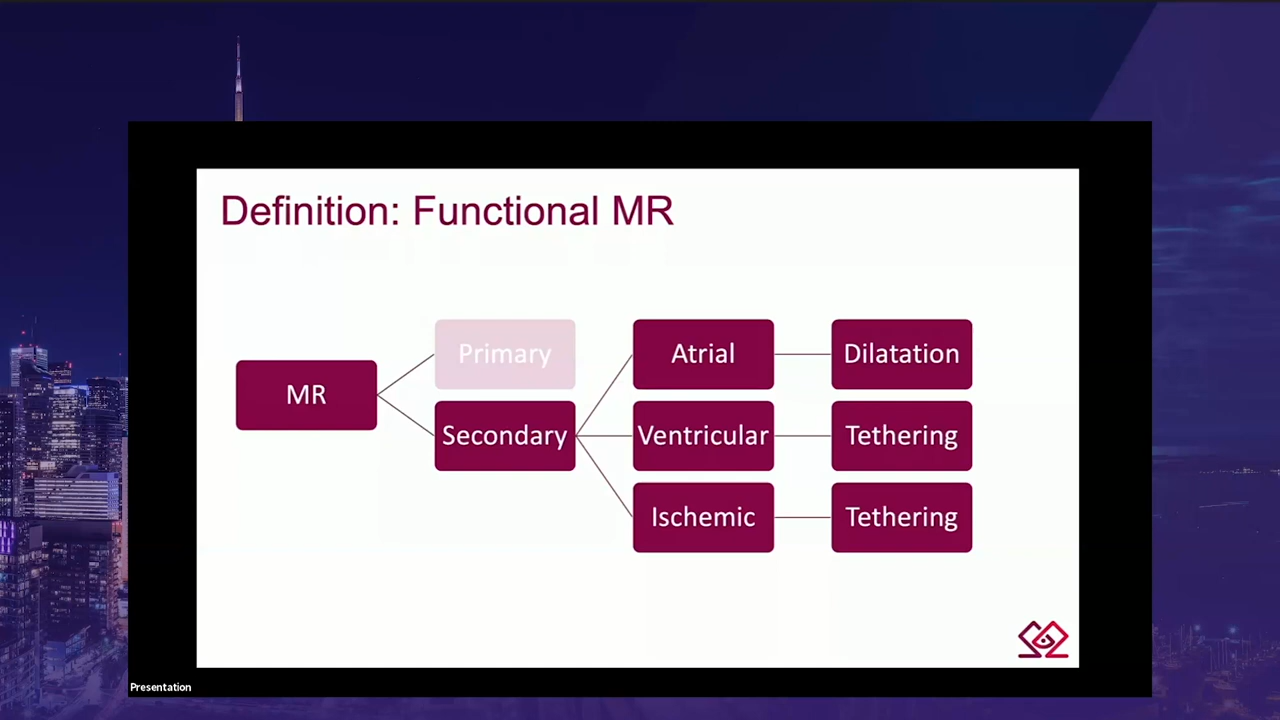 Definition: Functional MR
MR
Primary
Secondary
Atrial
Ventricular
Ischemic
Dilatation
Tethering
Tethering
Presentation